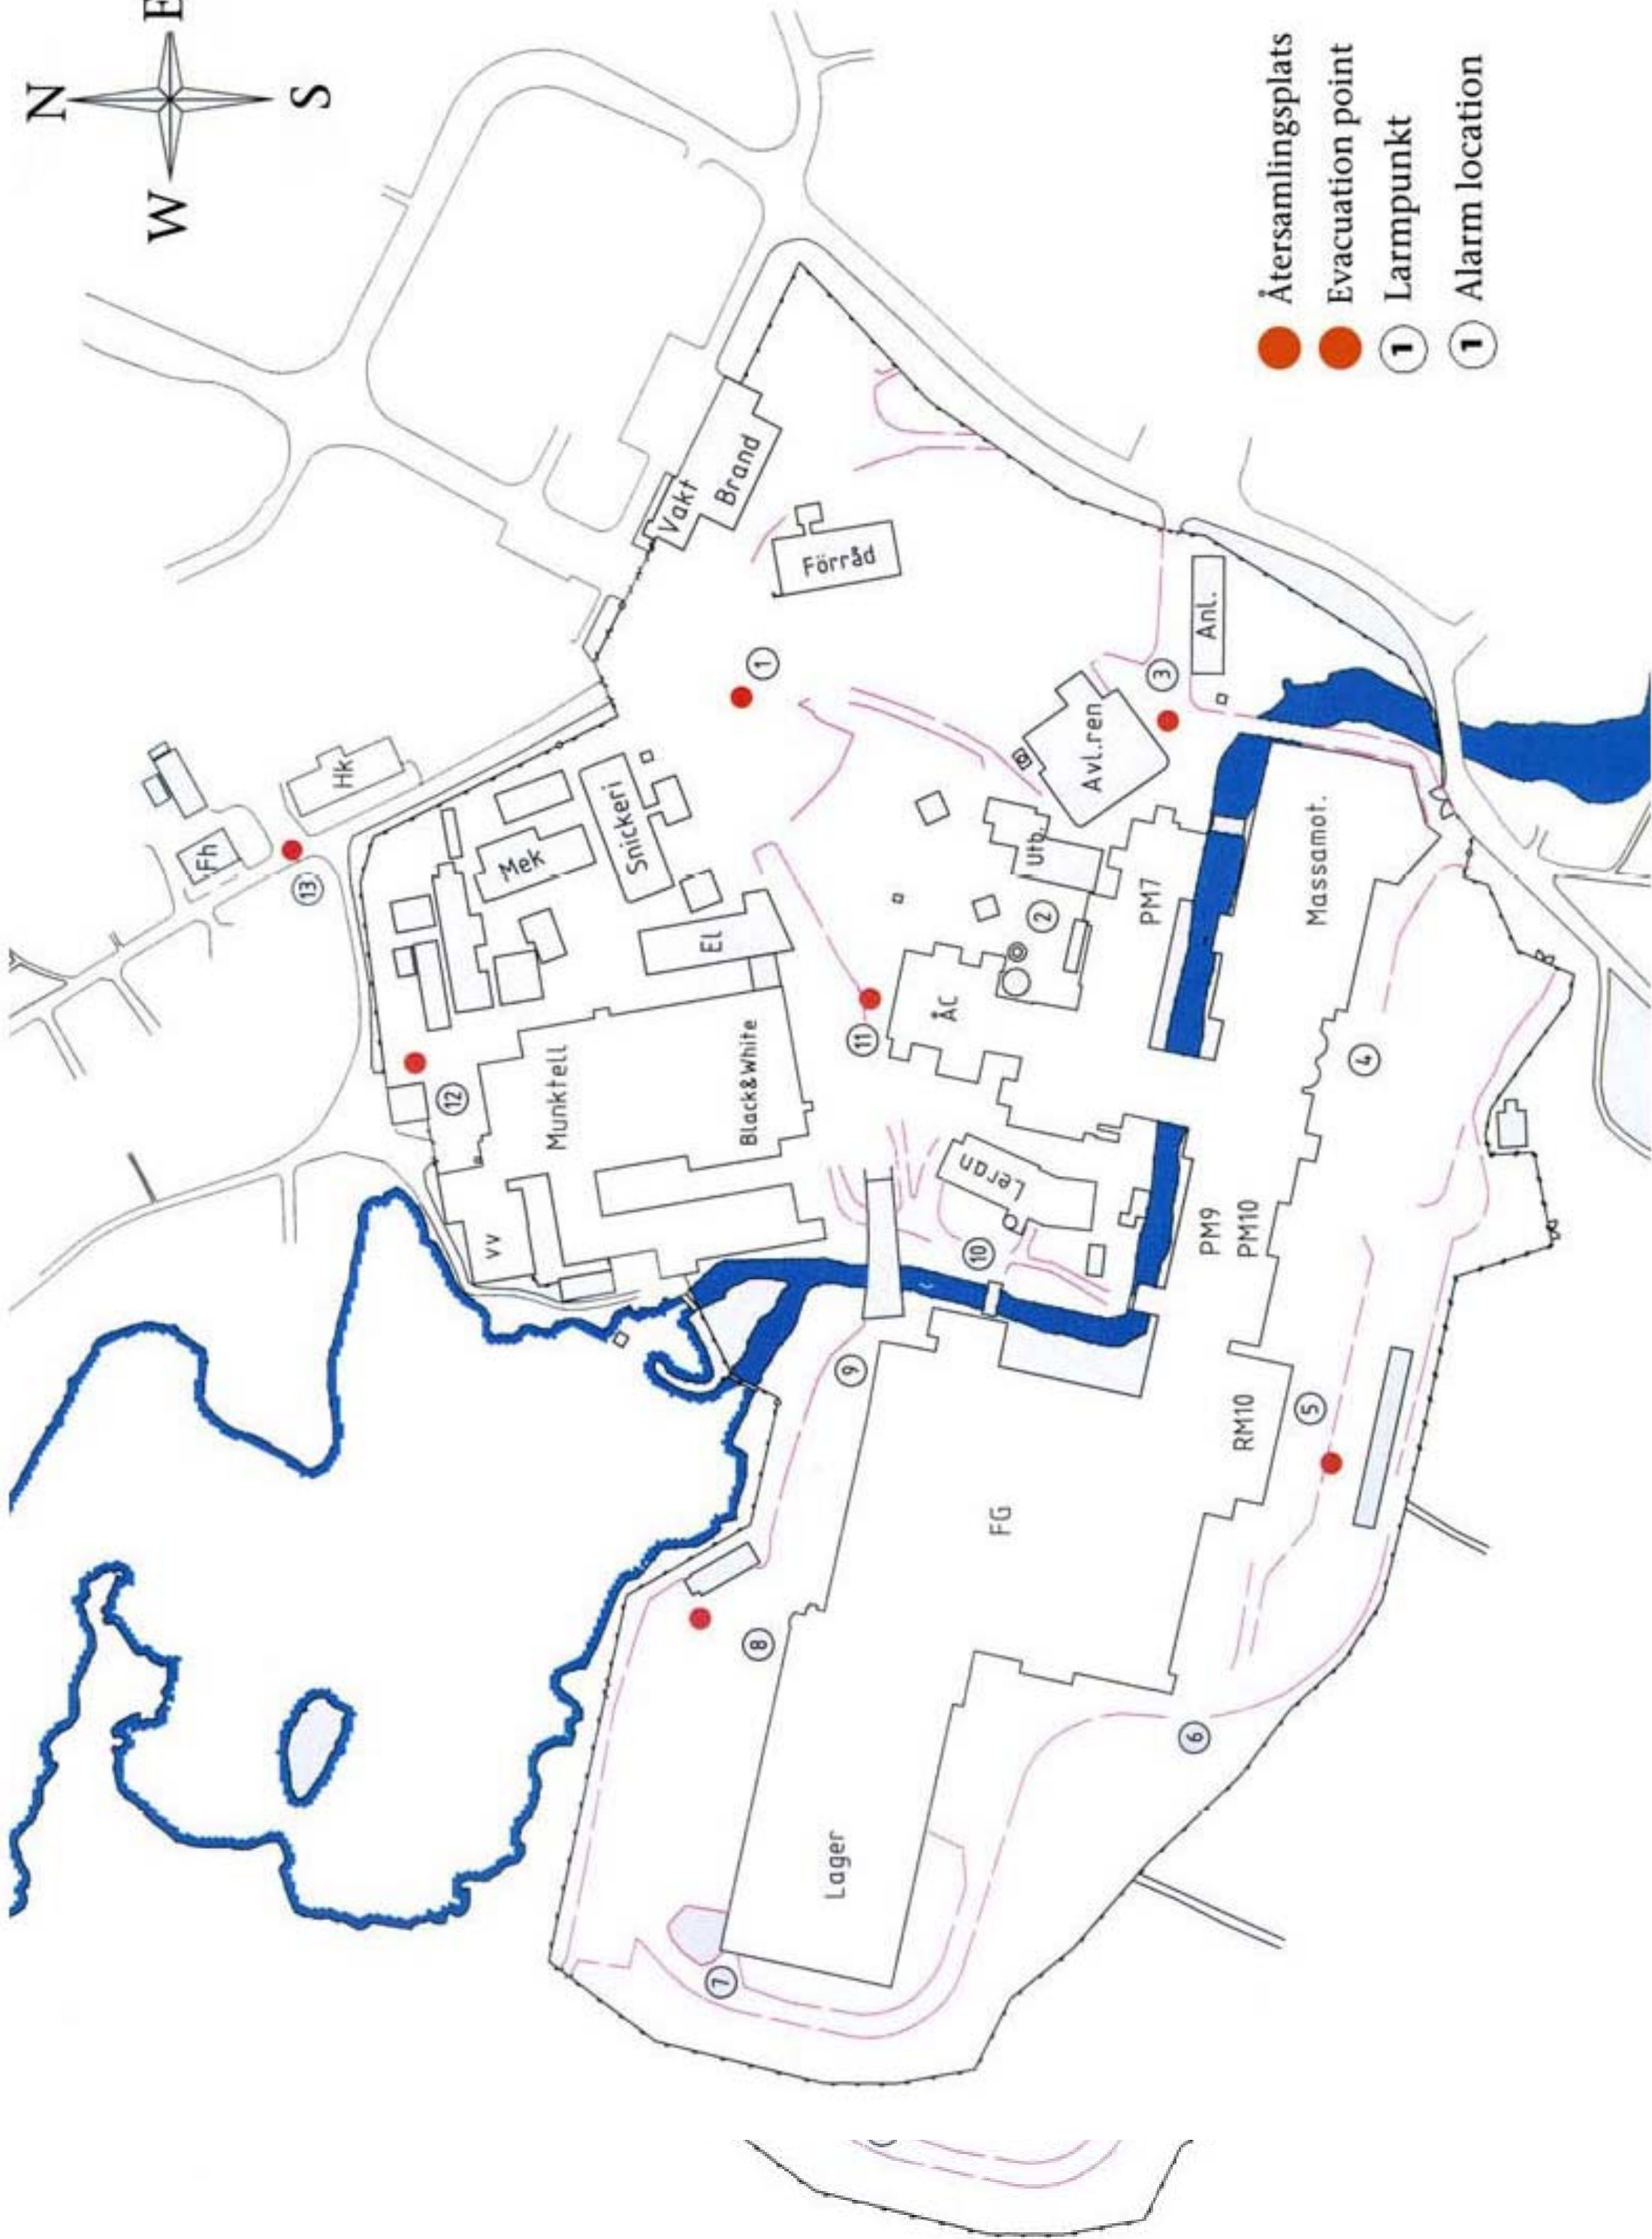 N
W
E
S
Återsamlingsplats
Evacuation point
1 Larmpunkt
1 Alarm location
Fh
Hk
13
Vakt
Brand
Förråd
1
Mek
Snickeri
El
12
Munktell
Black&White
VV
11
ÅC
2
Utb.
Avl.ren
3
Anl.
PM7
Massamot.
4
Leran
10
PM9
PM10
9
RM10
5
FG
8
6
Lager
7